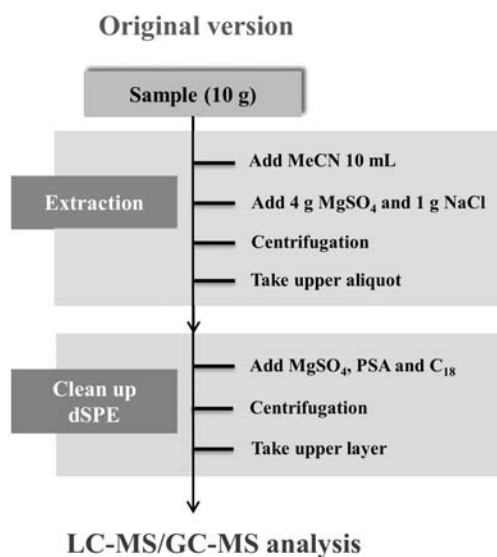 Original version
Sample (10 g)
Add MeCN 10 mL
Extraction
Add 4 g MgSO₄ and 1 g NaCl
Centrifugation
Take upper aliquot
Add MgSO₄, PSA and C₁₈
Clean up
dSPE
Centrifugation
Take upper layer
LC-MS/GC-MS analysis